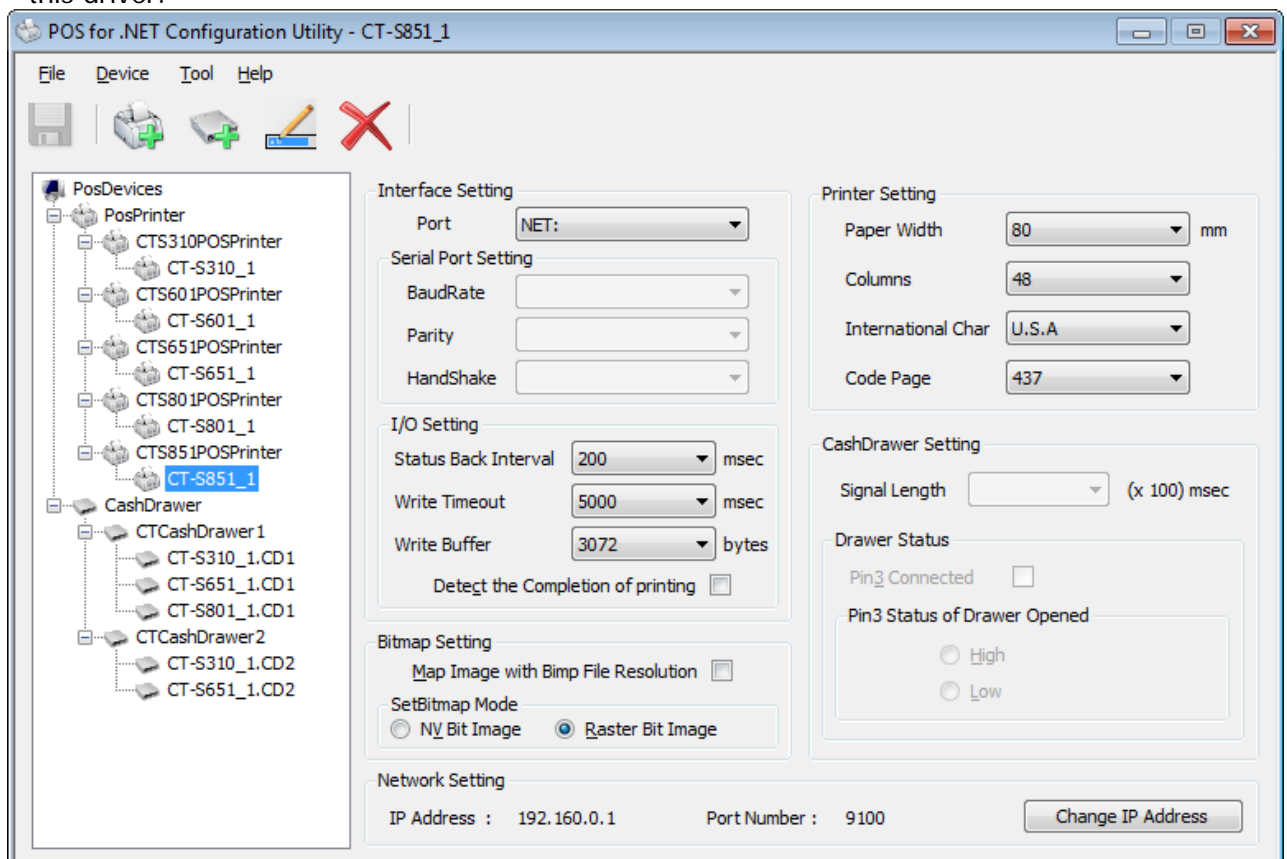 this driver.
POS for .NET Configuration Utility - CT-S851_1
File Device Tool Help
PosDevices
PosPrinter
CTS310POSPrinter
CT-S310_1
CTS601POSPrinter
CT-S601_1
CTS651POSPrinter
CT-S651_1
CTS801POSPrinter
CT-S801_1
CTS851POSPrinter
CT-S851_1
CashDrawer
CTCashDrawer1
CT-S310_1.CD1
CT-S651_1.CD1
CT-S801_1.CD1
CTCashDrawer2
CT-S310_1.CD2
CT-S651_1.CD2
Interface Setting
Port NET:
Serial Port Setting
BaudRate
Parity
HandShake
I/O Setting
Status Back Interval 200 msec
Write Timeout 5000 msec
Write Buffer 3072 bytes
Detect the Completion of printing
Bitmap Setting
Map Image with Bimp File Resolution
SetBitmap Mode
NV Bit Image Raster Bit Image
Printer Setting
Paper Width 80 mm
Columns 48
International Char U.S.A
Code Page 437
CashDrawer Setting
Signal Length (x 100) msec
Drawer Status
Pin3 Connected
Pin3 Status of Drawer Opened
High
Low
Network Setting
IP Address : 192.160.0.1 Port Number : 9100 Change IP Address